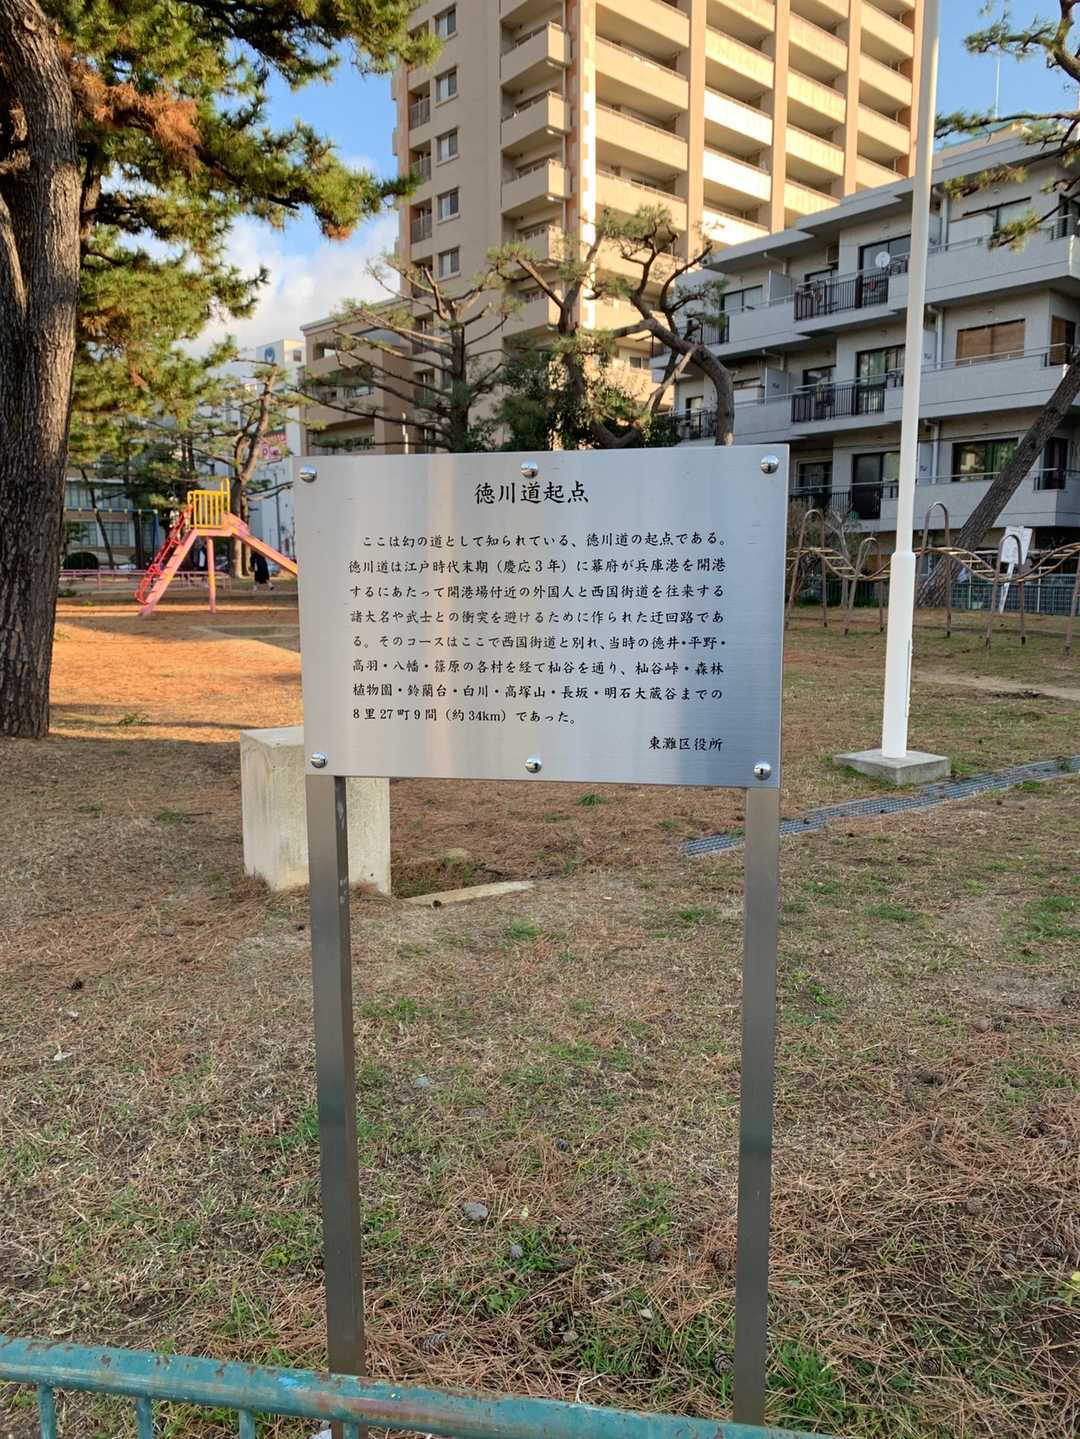 徳川道起点
ここは幻の道として知られている、徳川道の起点である。
徳川道は江戸時代末期（慶応3年）に幕府が兵庫港を開港
するにあたって開港場付近の外国人と西国街道を往来する
諸大名や武士との衝突を避けるために作られた迂回路であ
る。そのコースはここで西国街道と別れ、当時の徳井・平野・
高羽・八幡・篠原の各村を経て杣谷を通り、杣谷峠・森林
植物園・鈴蘭台・白川・高塚山・長坂・明石大蔵谷までの
8里27町9間（約34km）であった。
東灘区役所